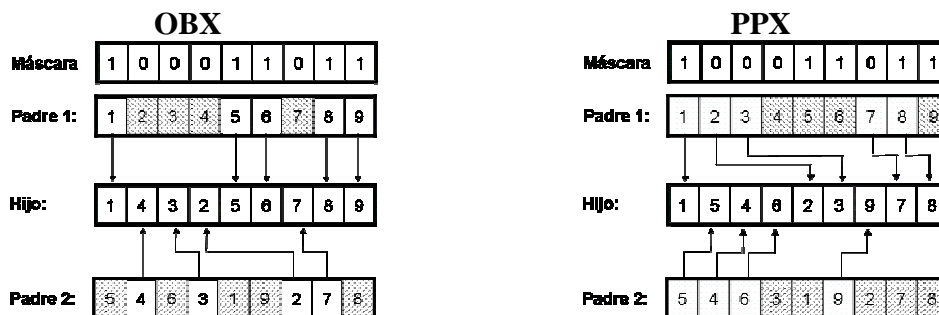 OBX
Máscara 1 0 0 0 1 1 0 1 1
Padre 1: 1 2 3 4 5 6 7 8 9
Hijo: 1 4 3 2 5 6 7 8 9
Padre 2: 5 4 6 3 1 9 2 7 8
PPX
Máscara 1 0 0 0 1 1 0 1 1
Padre 1: 1 2 3 4 5 6 7 8 9
Hijo: 1 5 4 6 2 3 9 7 8
Padre 2: 5 4 6 3 1 9 2 7 8